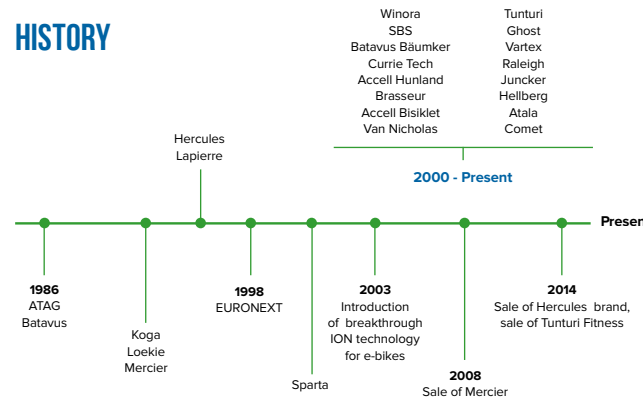 HISTORY
Winora
SBS
Batavus Bäumker
Currie Tech
Accell Hunland
Brasseur
Accell Bisiklet
Van Nicholas
Tunturi
Ghost
Vartex
Raleigh
Juncker
Hellberg
Atala
Comet
2000 - Present
Hercules
Lapierre
Present
1986
ATAG
Batavus
Koga
Loekie
Mercier
1998
EURONEXT
Sparta
2003
Introduction
of breakthrough
ION technology
for e-bikes
2008
Sale of Mercier
2014
Sale of Hercules brand,
sale of Tunturi Fitness